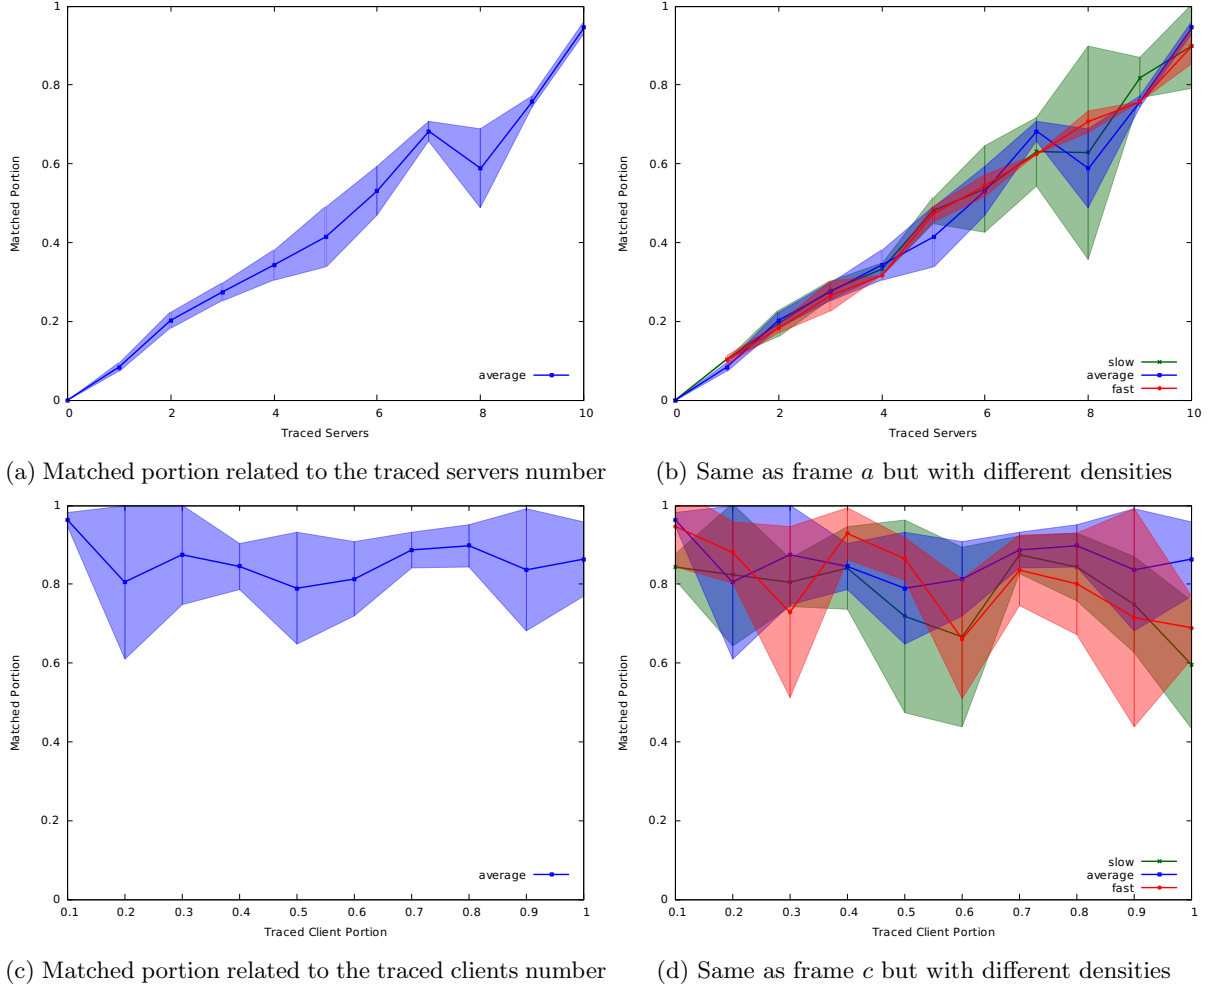 1
0.8
0.6
0.4
0.2
0
0 2 4 6 8 10
Matched Portion
Traced Servers
average
(a) Matched portion related to the traced servers number
1
0.8
0.6
0.4
0.2
0
0 2 4 6 8 10
Matched Portion
Traced Servers
slow
average
fast
(b) Same as frame a but with different densities
1
0.8
0.6
0.4
0.2
0
0.1 0.2 0.3 0.4 0.5 0.6 0.7 0.8 0.9 1
Matched Portion
Traced Client Portion
average
(c) Matched portion related to the traced clients number
1
0.8
0.6
0.4
0.2
0
0.1 0.2 0.3 0.4 0.5 0.6 0.7 0.8 0.9 1
Matched Portion
Traced Client Portion
slow
average
fast
(d) Same as frame c but with different densities